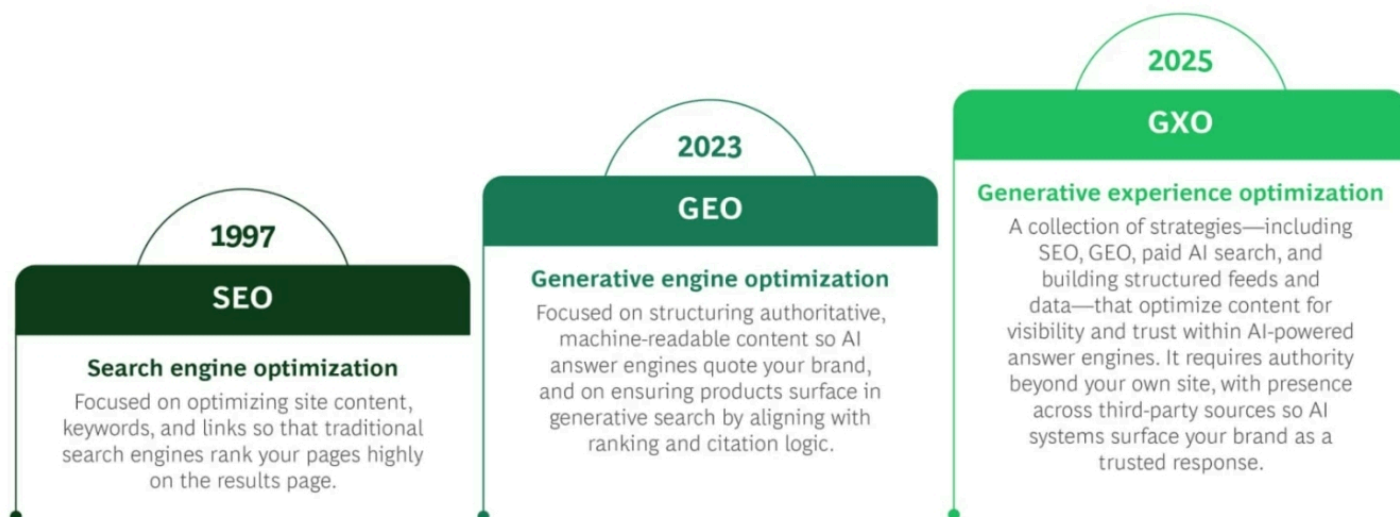 1997
SEO
Search engine optimization
Focused on optimizing site content,
keywords, and links so that traditional
search engines rank your pages highly
on the results page.
2023
GEO
Generative engine optimization
Focused on structuring authoritative,
machine-readable content so AI
answer engines quote your brand,
and on ensuring products surface in
generative search by aligning with
ranking and citation logic.
2025
GXO
Generative experience optimization
A collection of strategies—including
SEO, GEO, paid AI search, and
building structured feeds and
data—that optimize content for
visibility and trust within AI-powered
answer engines. It requires authority
beyond your own site, with presence
across third-party sources so AI
systems surface your brand as a
trusted response.